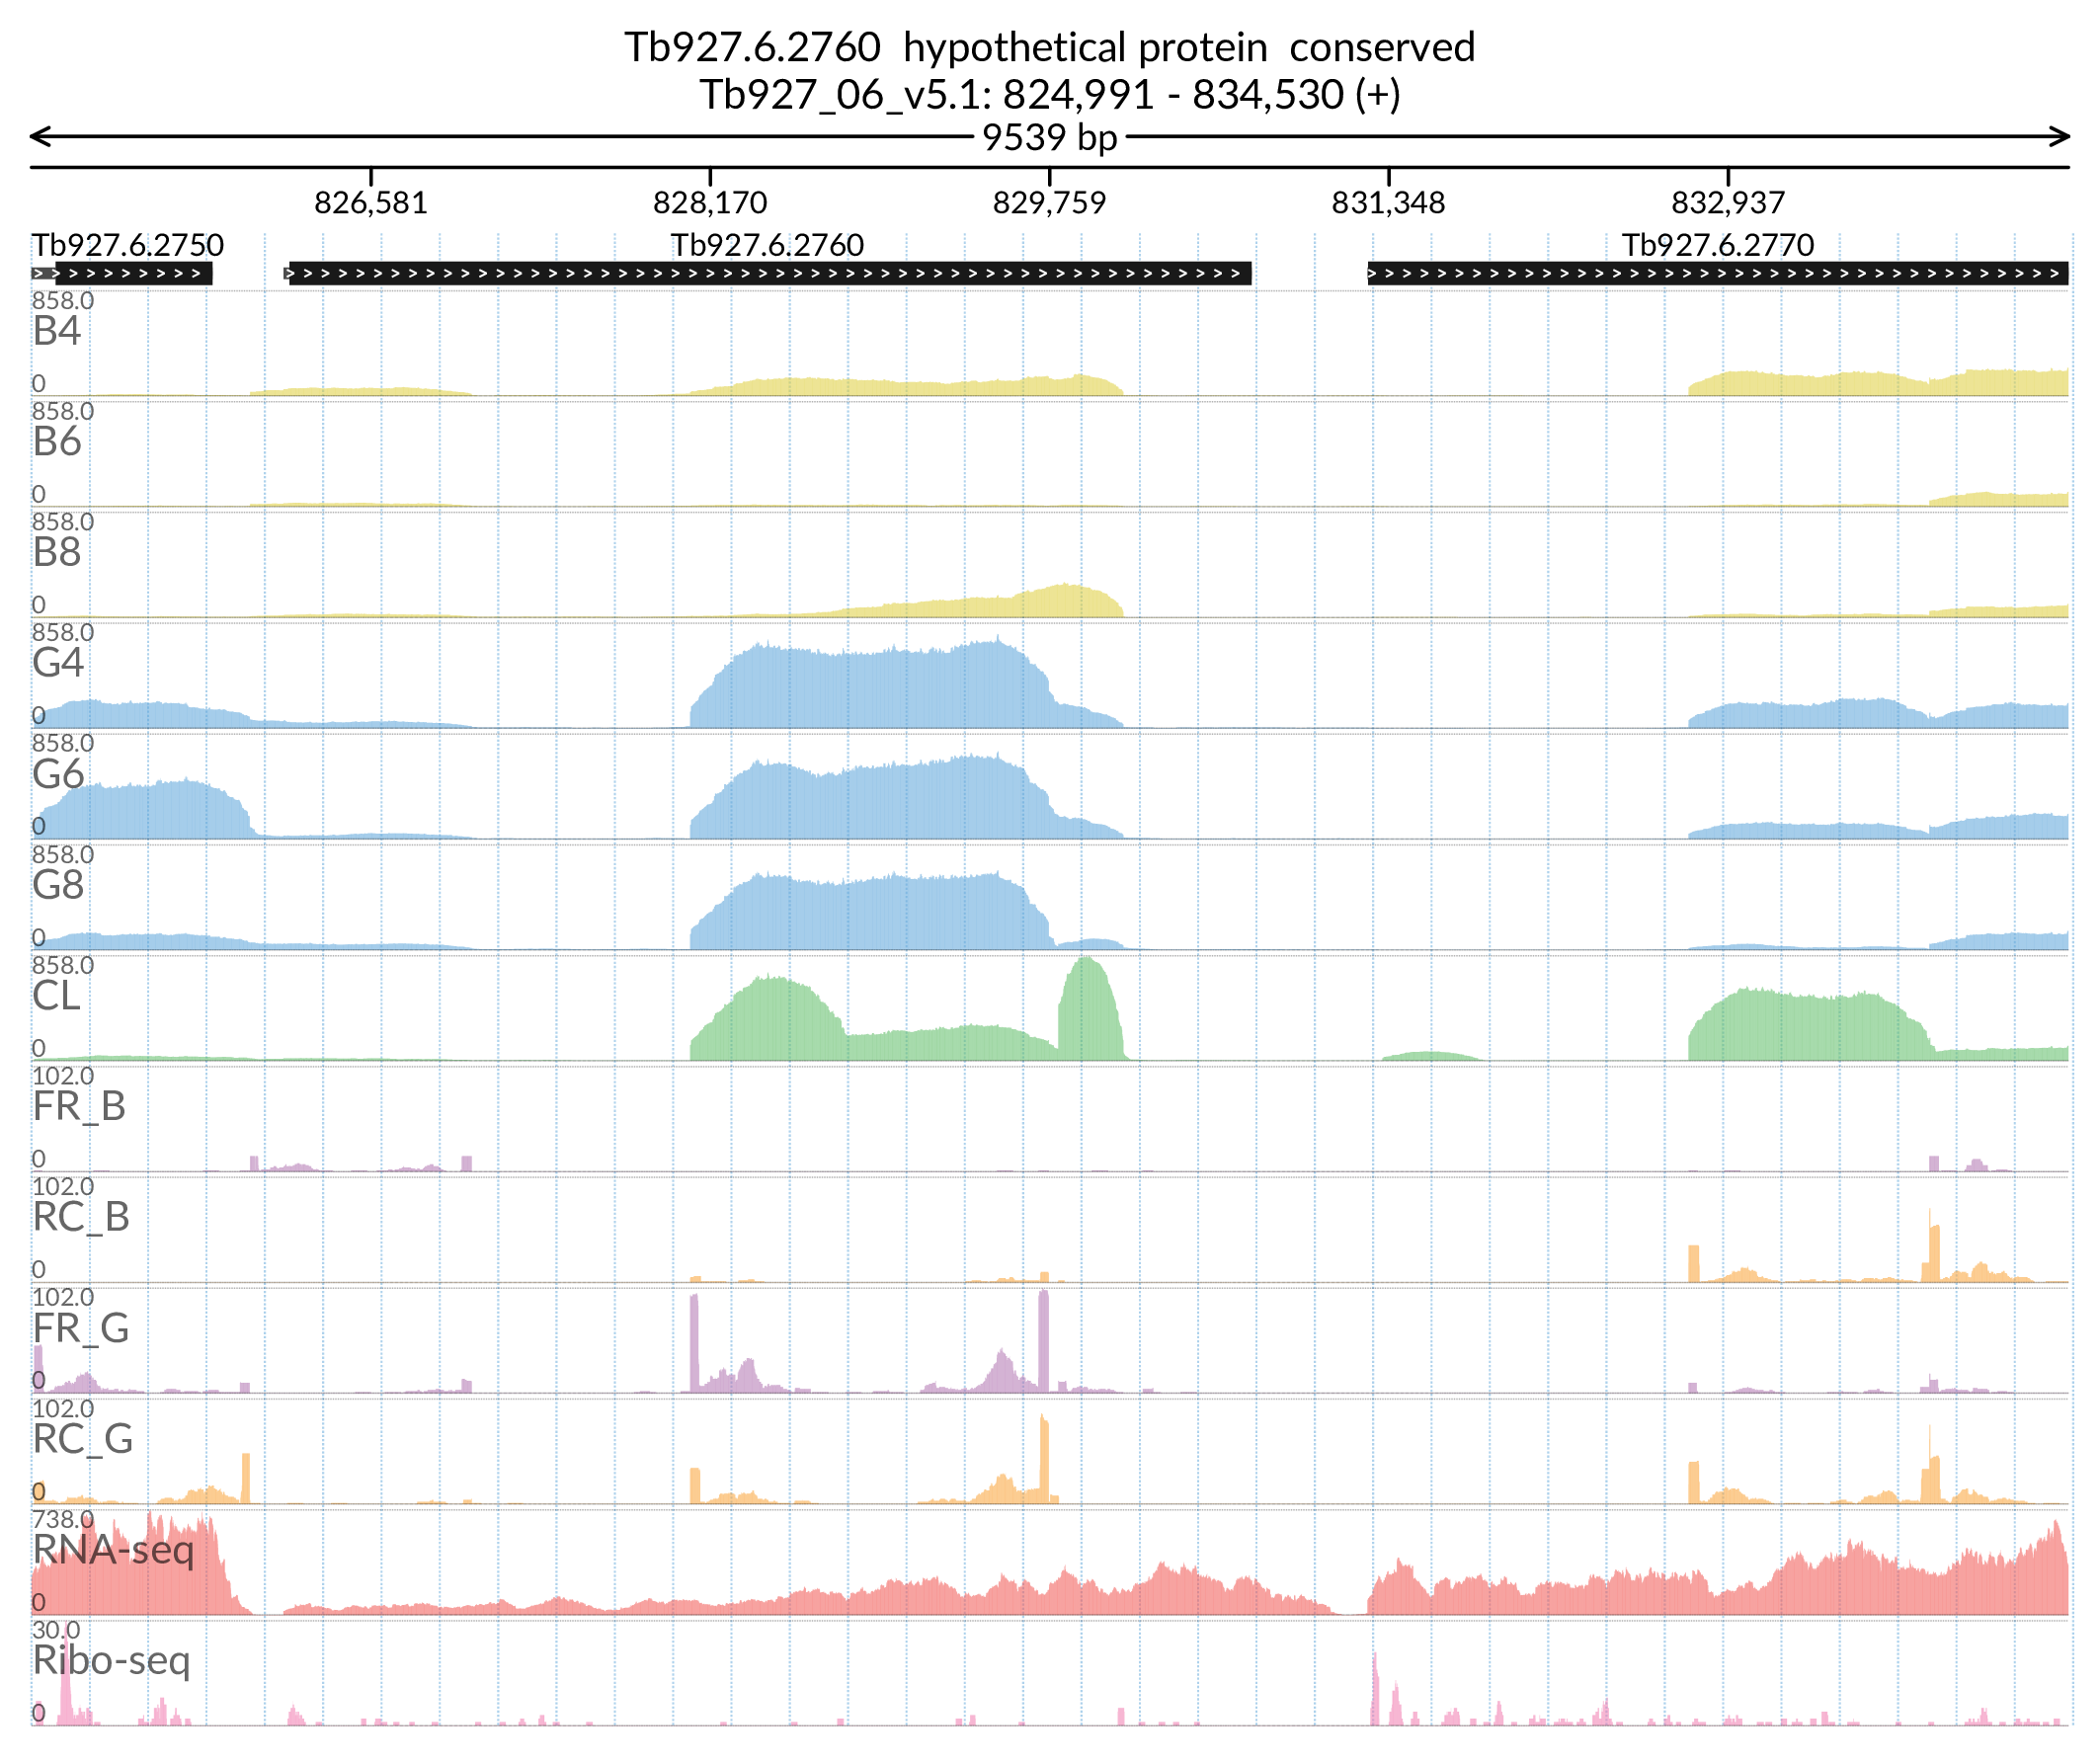 Tb927.6.2760 hypothetical protein conserved
Tb927_06_v5.1: 824,991 - 834,530 (+)
9539 bp
826,581 828,170 829,759 831,348 832,937
Tb927.6.2750 Tb927.6.2760 Tb927.6.2770
858.0
B4
0
858.0
B6
0
858.0
B8
0
858.0
G4
0
858.0
G6
0
858.0
G8
0
858.0
CL
0
102.0
FR_B
0
102.0
RC_B
0
102.0
FR_G
0
102.0
RC_G
0
738.0
RNA-seq
0
30.0
Ribo-seq
0